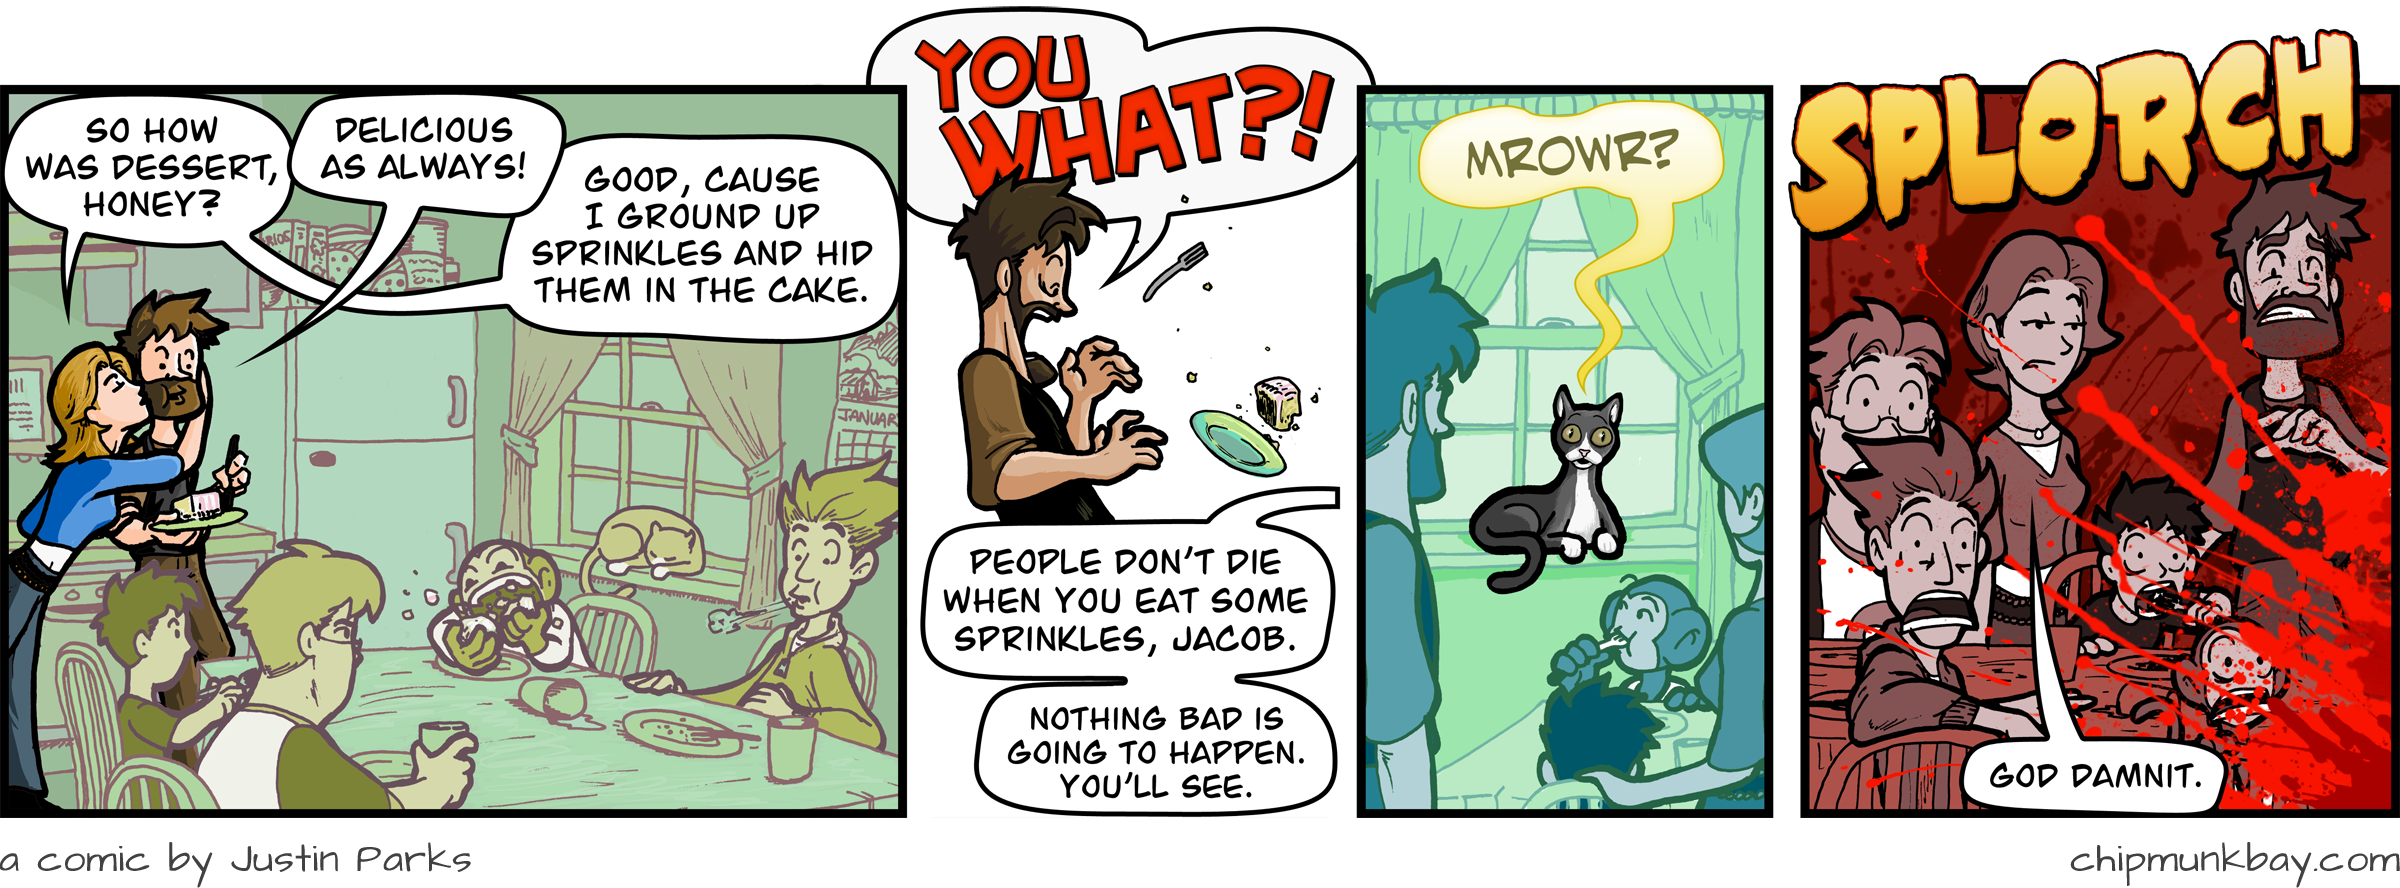 SO HOW
WAS DESSERT,
HONEY?
DELICIOUS
AS ALWAYS!
GOOD, CAUSE
I GROUND UP
SPRINKLES AND HID
THEM IN THE CAKE.
JANUAR
YOU
WHAT?!
PEOPLE DON'T DIE
WHEN YOU EAT SOME
SPRINKLES, JACOB.
NOTHING BAD IS
GOING TO HAPPEN.
YOU'LL SEE.
MROWR?
SPLORCH
GOD DAMNIT.
a comic by Justin Parks
chipmunkbay.com